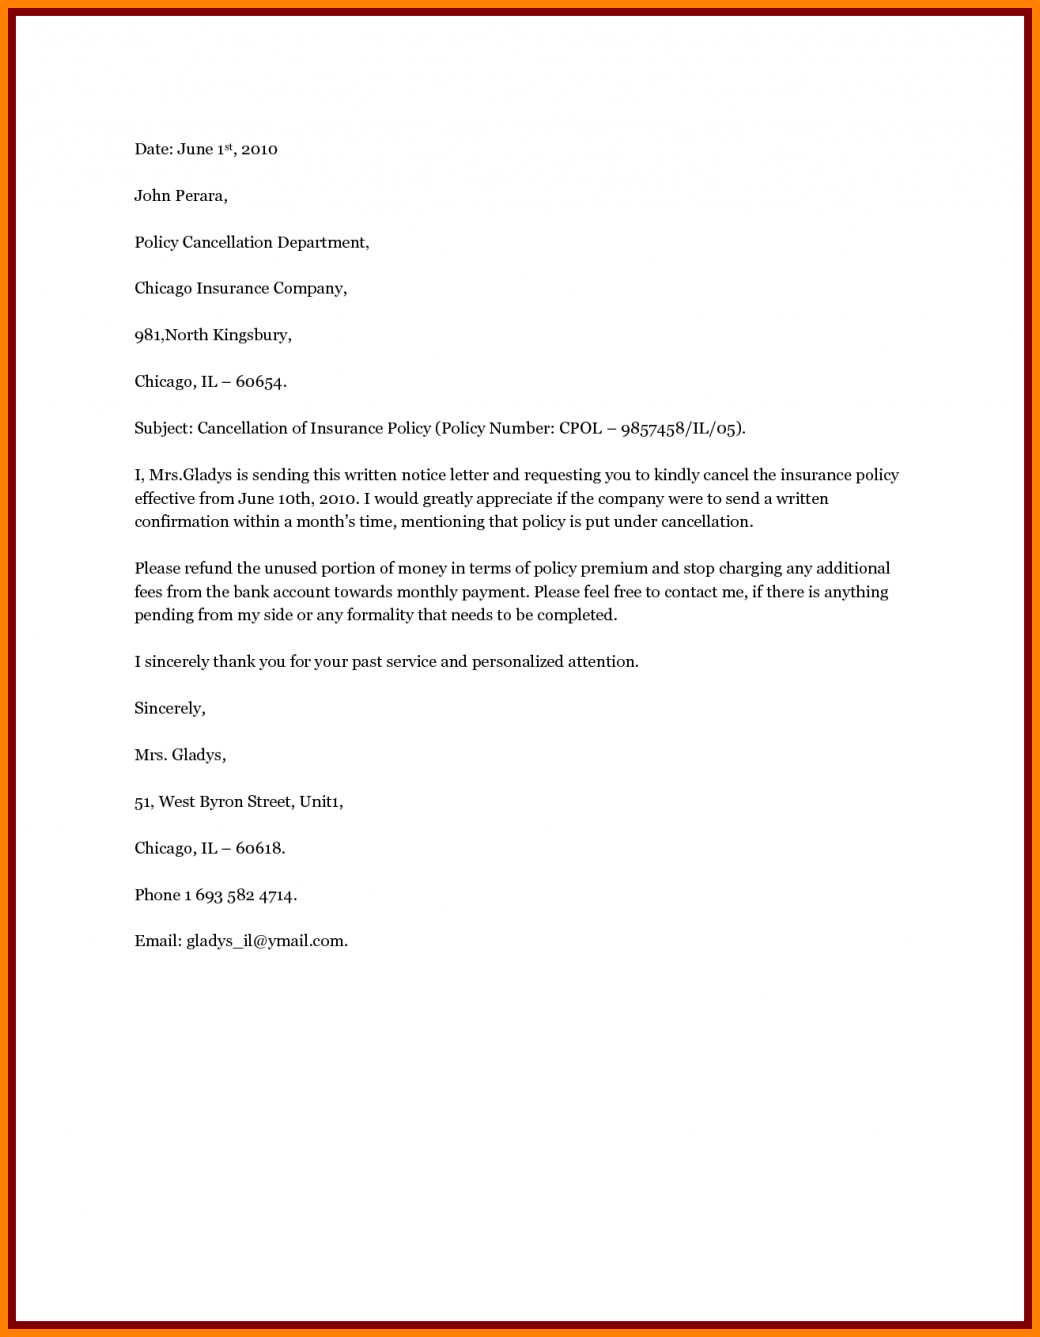 Date: June 1st, 2010
John Perara,
Policy Cancellation Department,
Chicago Insurance Company,
981,North Kingsbury,
Chicago, IL – 60654.
Subject: Cancellation of Insurance Policy (Policy Number: CPOL – 9857458/IL/05).
I, Mrs.Gladys is sending this written notice letter and requesting you to kindly cancel the insurance policy
effective from June 10th, 2010. I would greatly appreciate if the company were to send a written
confirmation within a month’s time, mentioning that policy is put under cancellation.
Please refund the unused portion of money in terms of policy premium and stop charging any additional
fees from the bank account towards monthly payment. Please feel free to contact me, if there is anything
pending from my side or any formality that needs to be completed.
I sincerely thank you for your past service and personalized attention.
Sincerely,
Mrs. Gladys,
51, West Byron Street, Unit1,
Chicago, IL – 60618.
Phone 1 693 582 4714.
Email: gladys_il@ymail.com.